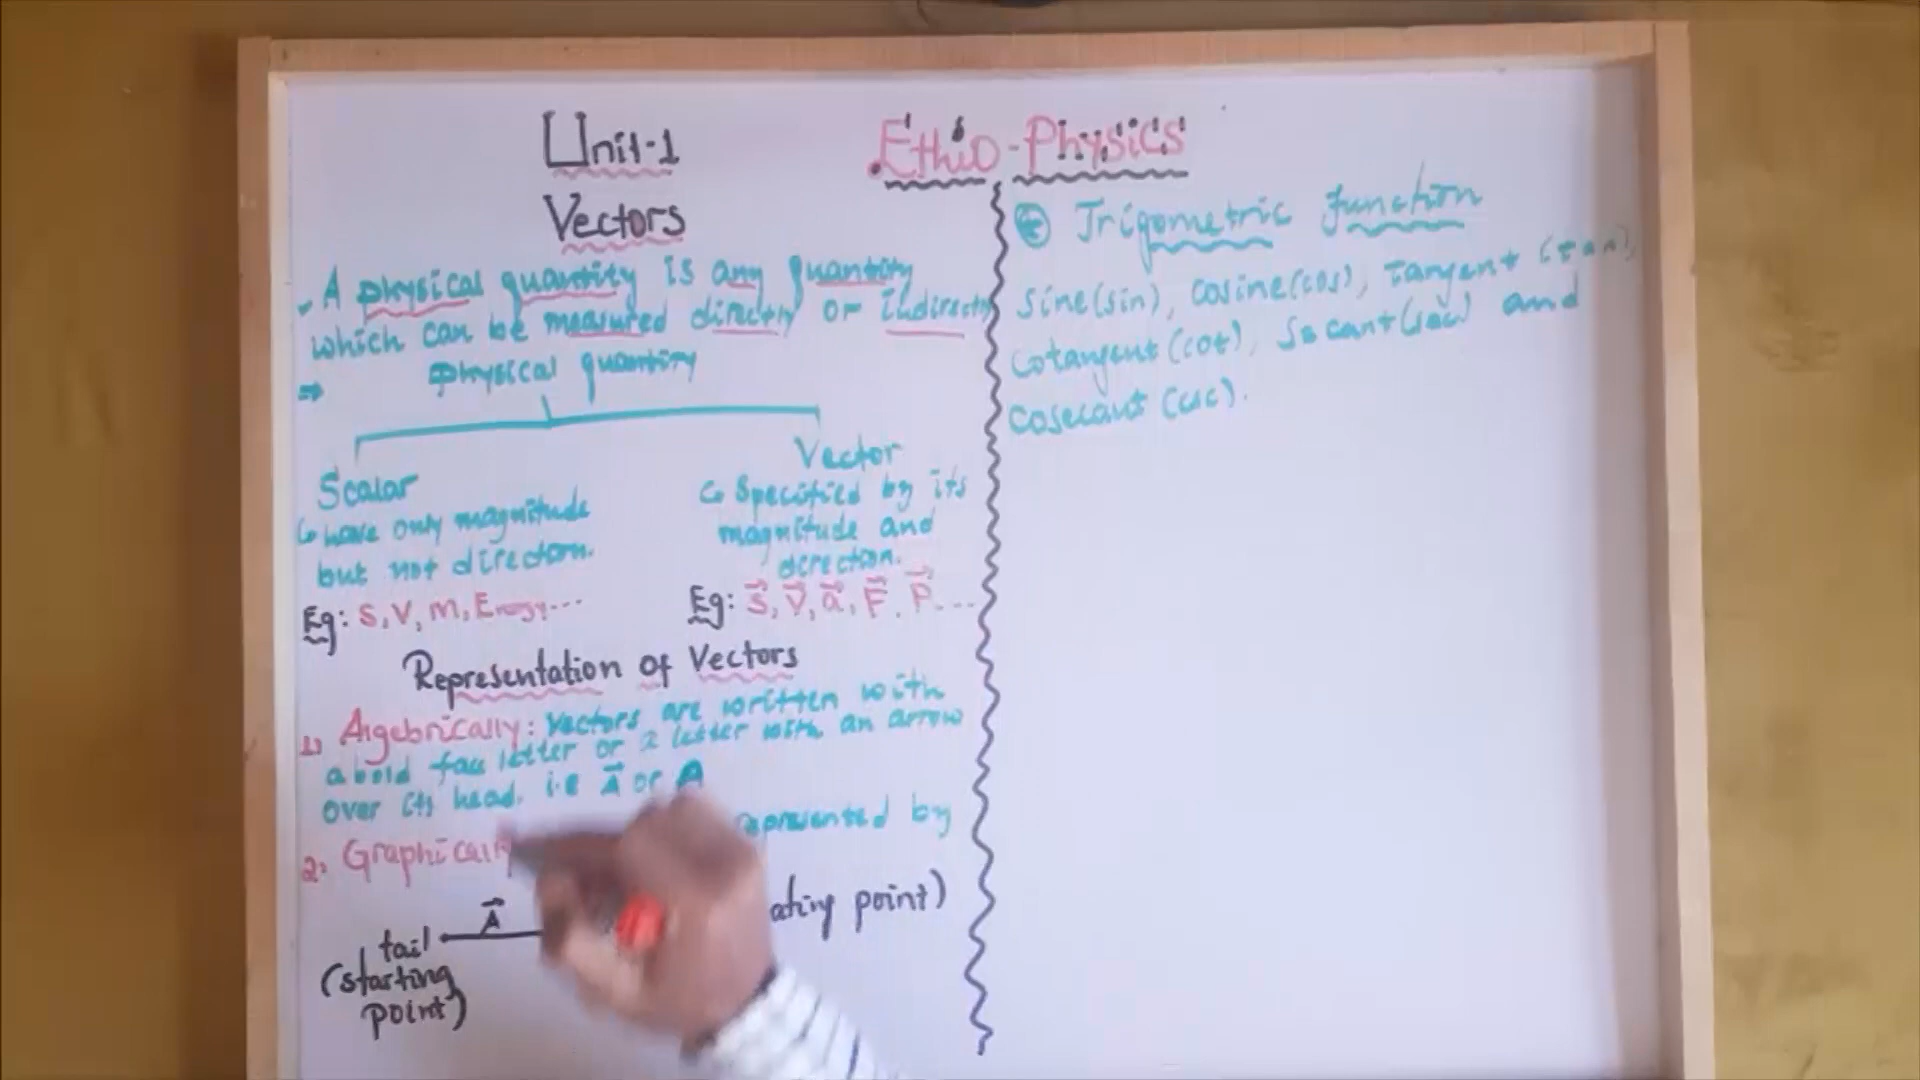 Unit-1
Vectors
Ethio-Physics
✓ A physical quantity is any quantity
which can be measured directly or indirectly
⇒ physical quantity
Scalar
↳ have only magnitude
but not direction.
Eg: S, V, m, Energy...
Vector
↳ Specified by its
magnitude and
direction.
Eg: S⃗, V⃗, a⃗, F⃗, P⃗....
Representation of Vectors
1) Algebrically: Vectors are written with
a bold face letter or a letter with an arrow
over its head. i.e A⃗ or A
2) Graphically
epresented by
A⃗
ating point)
tail
(starting
point)
Trigometric function
Sine(sin), Cosine(cos), Tangent (tan),
Cotangent (cot), Secant(sec) and
Cosecant (csc).